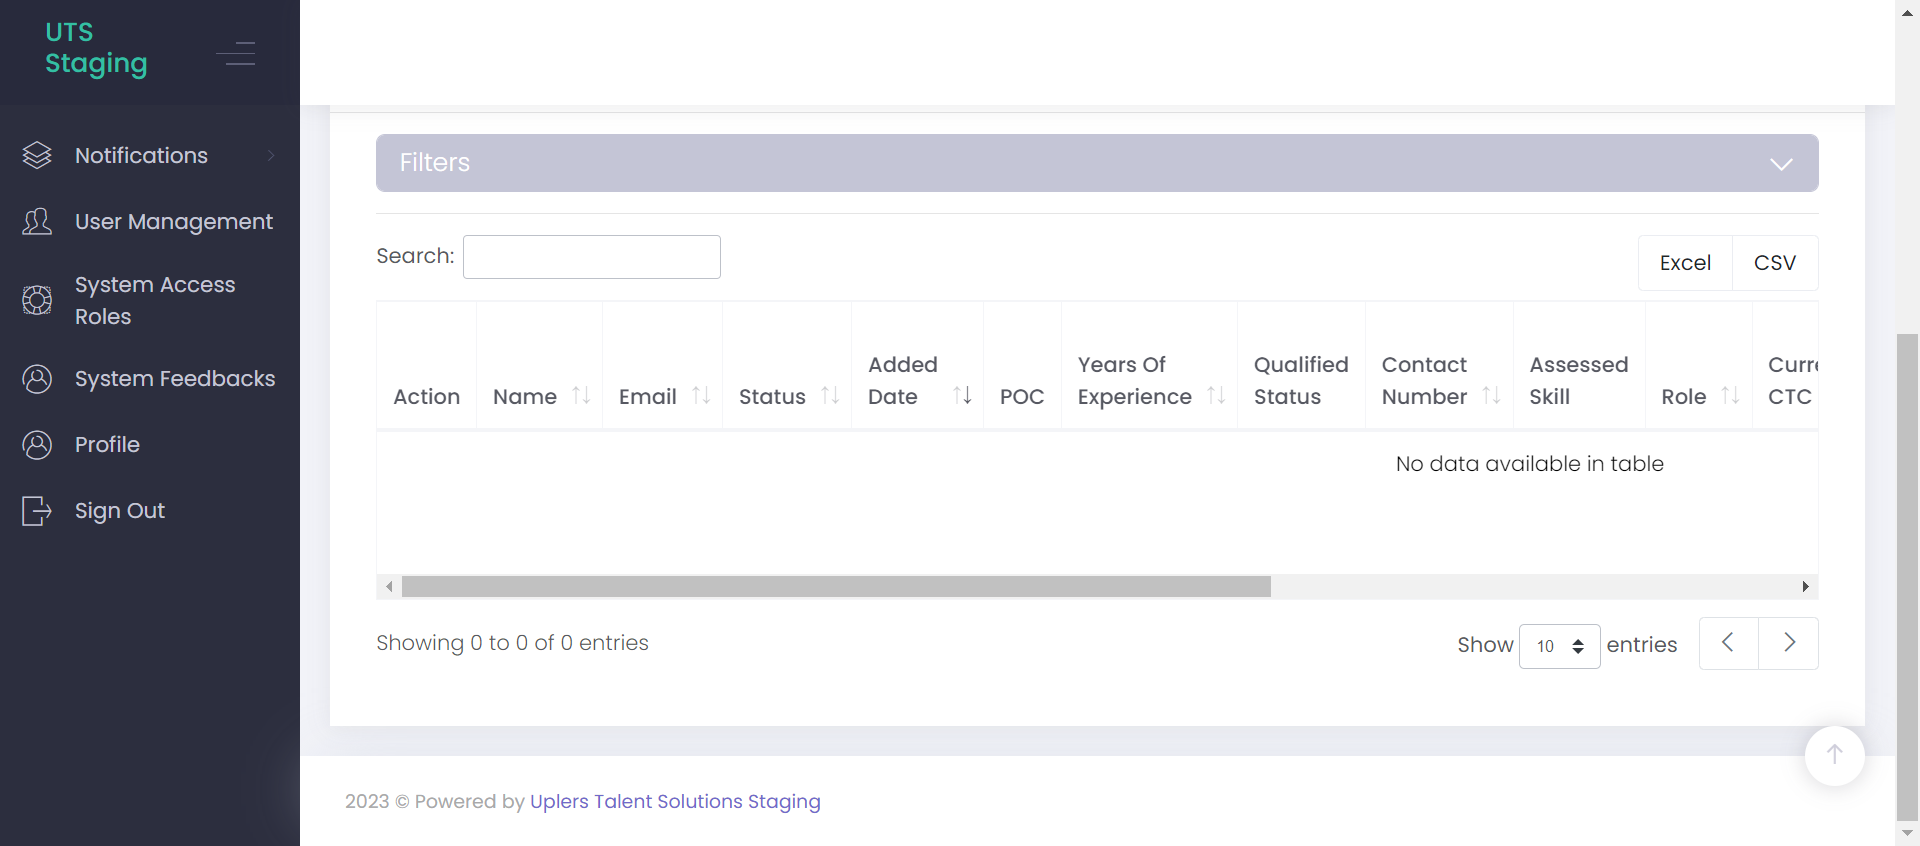 UTS
Staging
Notifications
User Management
System Access
Roles
System Feedbacks
Profile
Sign Out
Filters
Search:
Excel CSV
Action Name Email Status Added Date POC Years Of Experience Qualified Status Contact Number Assessed Skill Role Curre CTC
No data available in table
Showing 0 to 0 of 0 entries
Show 10 entries
2023 © Powered by Uplers Talent Solutions Staging